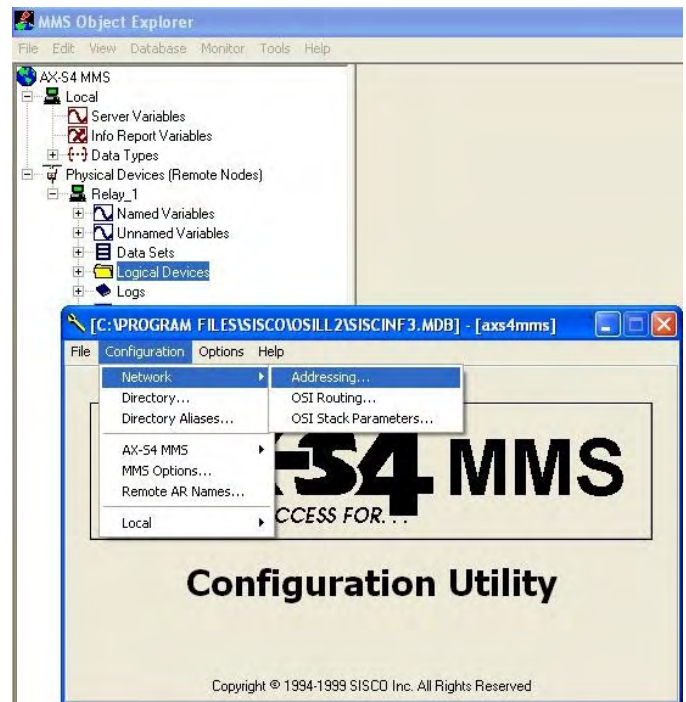 MMS Object Explorer
File Edit View Database Monitor Tools Help
AX-S4 MMS
Local
Server Variables
Info Report Variables
Data Types
Physical Devices (Remote Nodes)
Relay_1
Named Variables
Unnamed Variables
Data Sets
Logical Devices
Logs
[C:\PROGRAM FILES\SISCO\OSILL2\SISCINF3.MDB] - [axs4mms]
File Configuration Options Help
Network
Directory...
Directory Aliases...
AX-S4 MMS
MMS Options...
Remote AR Names...
Local
Addressing...
OSI Routing...
OSI Stack Parameters...
S4 MMS
CCESS FOR...
Configuration Utility
Copyright © 1994-1999 SISCO Inc. All Rights Reserved